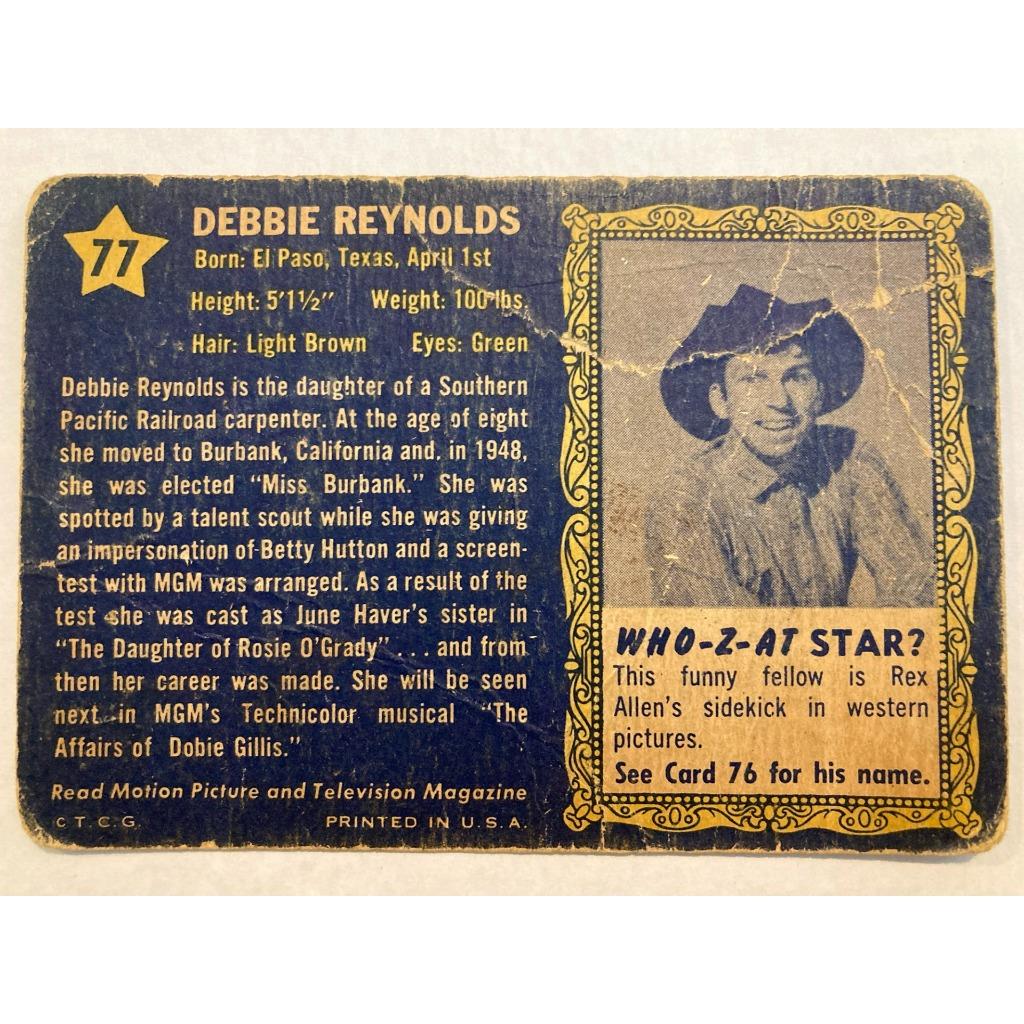 77
DEBBIE REYNOLDS
Born: El Paso, Texas, April 1st
Height: 5'1½" Weight: 100 lbs.
Hair: Light Brown Eyes: Green
Debbie Reynolds is the daughter of a Southern
Pacific Railroad carpenter. At the age of eight
she moved to Burbank, California and, in 1948,
she was elected "Miss Burbank." She was
spotted by a talent scout while she was giving
an impersonation of Betty Hutton and a screen-
test with MGM was arranged. As a result of the
test she was cast as June Haver's sister in
"The Daughter of Rosie O'Grady" . . . and from
then her career was made. She will be seen
next in MGM's Technicolor musical "The
Affairs of Dobie Gillis."
Read Motion Picture and Television Magazine
© T.C.G. PRINTED IN U.S.A.
WHO-Z-AT STAR?
This funny fellow is Rex
Allen's sidekick in western
pictures.
See Card 76 for his name.